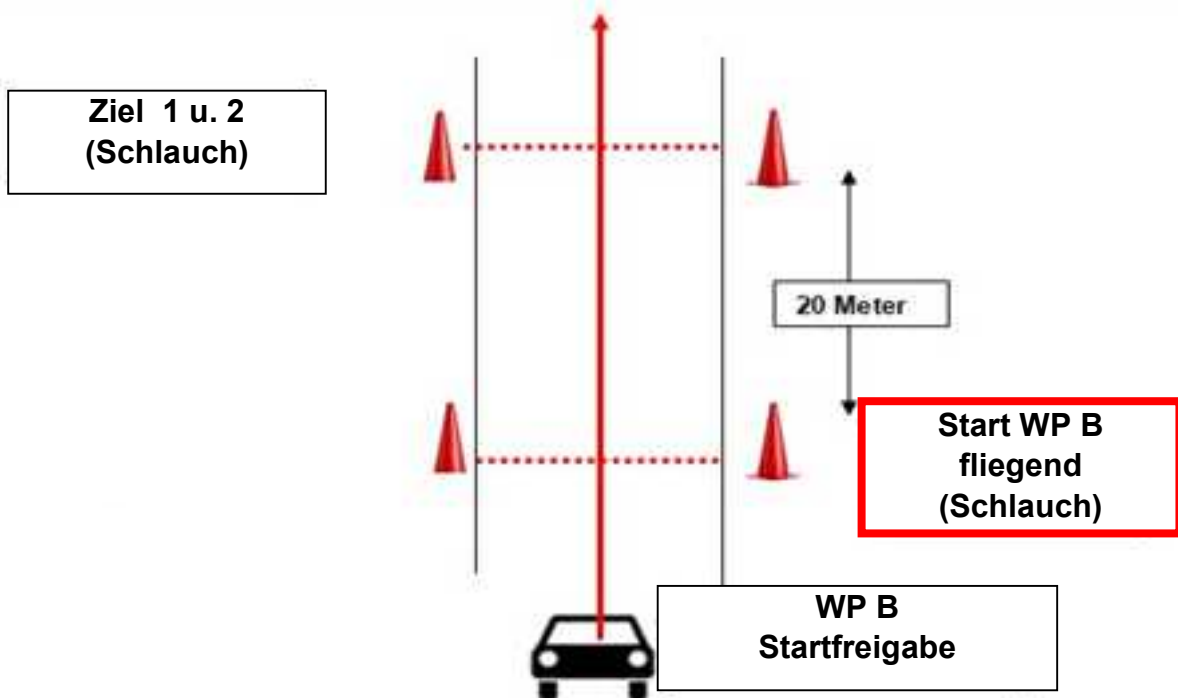 Ziel 1 u. 2
(Schlauch)
20 Meter
Start WP B
fliegend
(Schlauch)
WP B
Startfreigabe